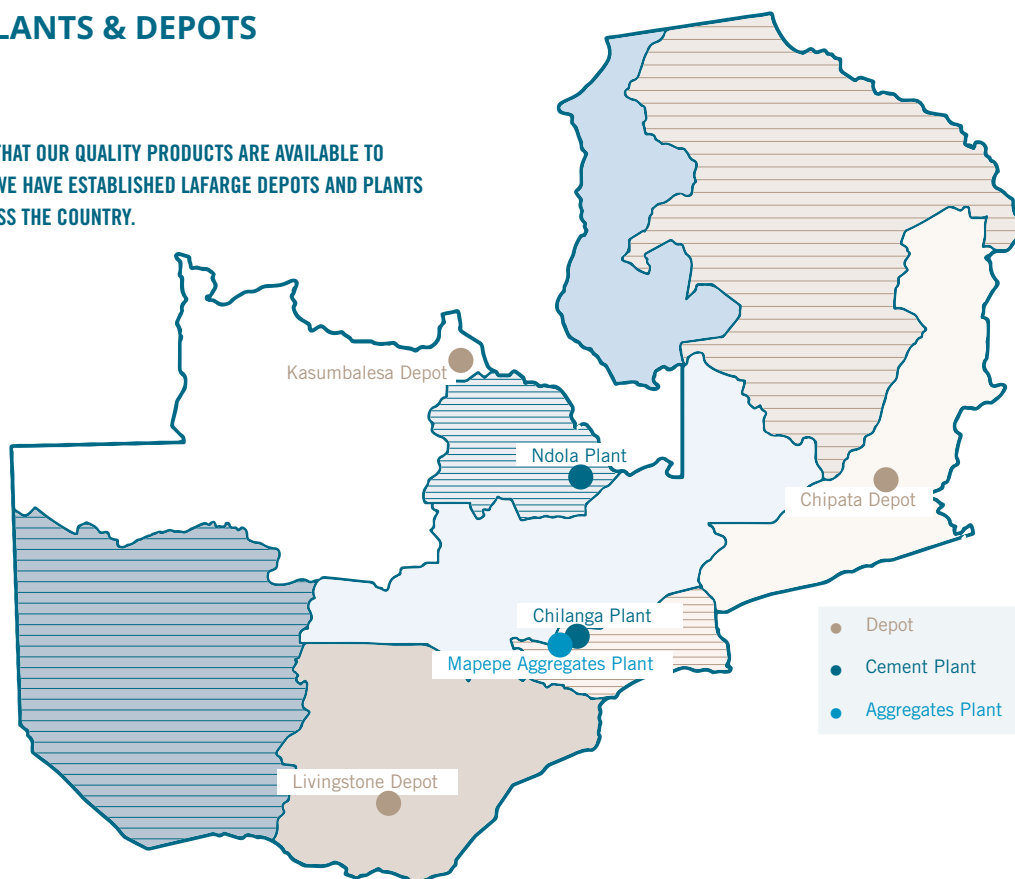 LANTS & DEPOTS
THAT OUR QUALITY PRODUCTS ARE AVAILABLE TO
WE HAVE ESTABLISHED LAFARGE DEPOTS AND PLANTS
SS THE COUNTRY.
Kasumbalesa Depot
Ndola Plant
Chipata Depot
Chilanga Plant
Mapepe Aggregates Plant
Livingstone Depot
Depot
Cement Plant
Aggregates Plant